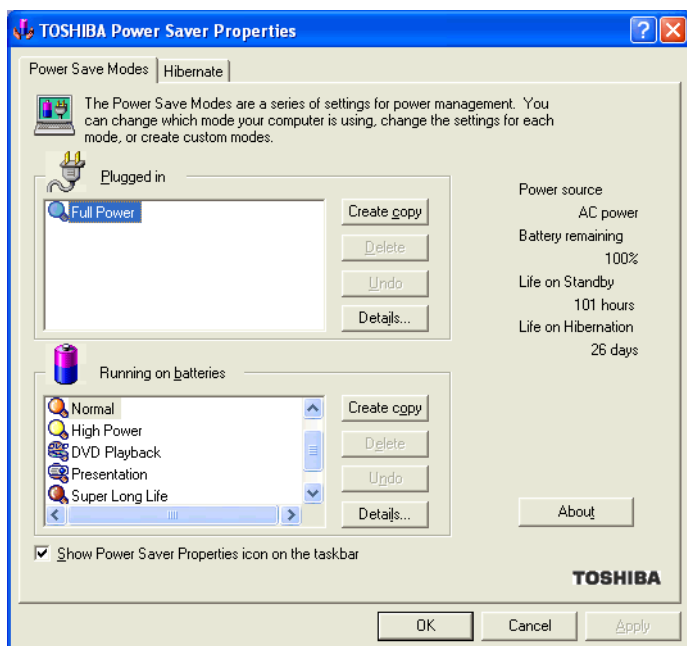 TOSHIBA Power Saver Properties
Power Save Modes
Hibernate
The Power Save Modes are a series of settings for power management. You
can change which mode your computer is using, change the settings for each
mode, or create custom modes.
Plugged in
Full Power
Create copy
Delete
Undo
Details...
Power source
AC power
Battery remaining
100%
Life on Standby
101 hours
Life on Hibernation
26 days
Running on batteries
Normal
High Power
DVD Playback
Presentation
Super Long Life
Create copy
Delete
Undo
Details...
About
Show Power Saver Properties icon on the taskbar
TOSHIBA
OK
Cancel
Apply